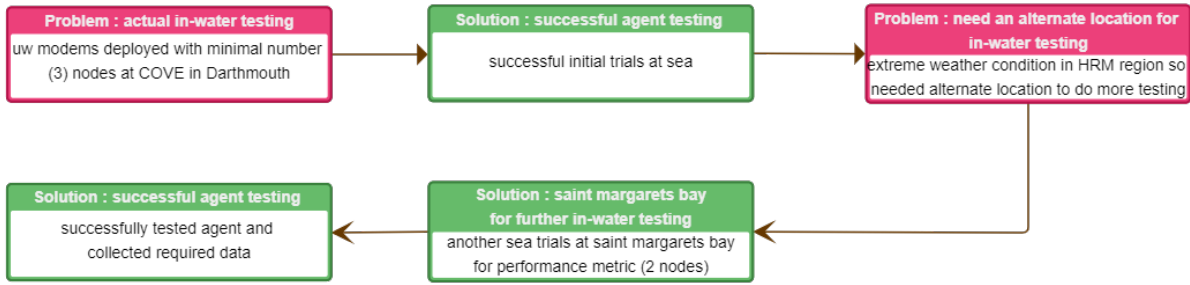 Problem : actual in-water testing
uw modems deployed with minimal number
(3) nodes at COVE in Darthmouth
Solution : successful agent testing
successful initial trials at sea
Problem : need an alternate location for
in-water testing
extreme weather condition in HRM region so
needed alternate location to do more testing
Solution : saint margarets bay
for further in-water testing
another sea trials at saint margarets bay
for performance metric (2 nodes)
Solution : successful agent testing
successfully tested agent and
collected required data